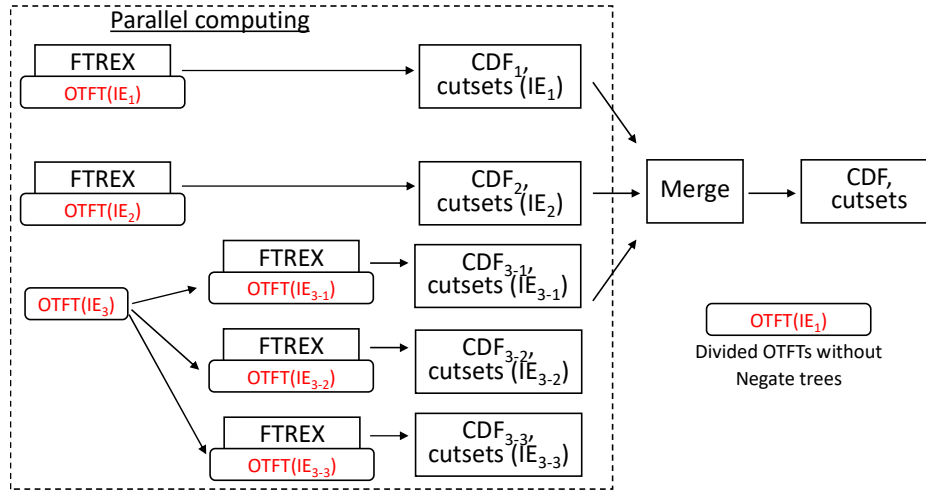 Parallel computing
FTREX
OTFT(IE₁)
CDF₁,
cutsets (IE₁)
FTREX
OTFT(IE₂)
CDF₂,
cutsets (IE₂)
Merge
CDF,
cutsets
OTFT(IE₃)
FTREX
OTFT(IE₃₋₁)
CDF₃₋₁,
cutsets (IE₃₋₁)
FTREX
OTFT(IE₃₋₂)
CDF₃₋₂,
cutsets (IE₃₋₂)
FTREX
OTFT(IE₃₋₃)
CDF₃₋₃,
cutsets (IE₃₋₃)
OTFT(IE₁)
Divided OTFTs without
Negate trees